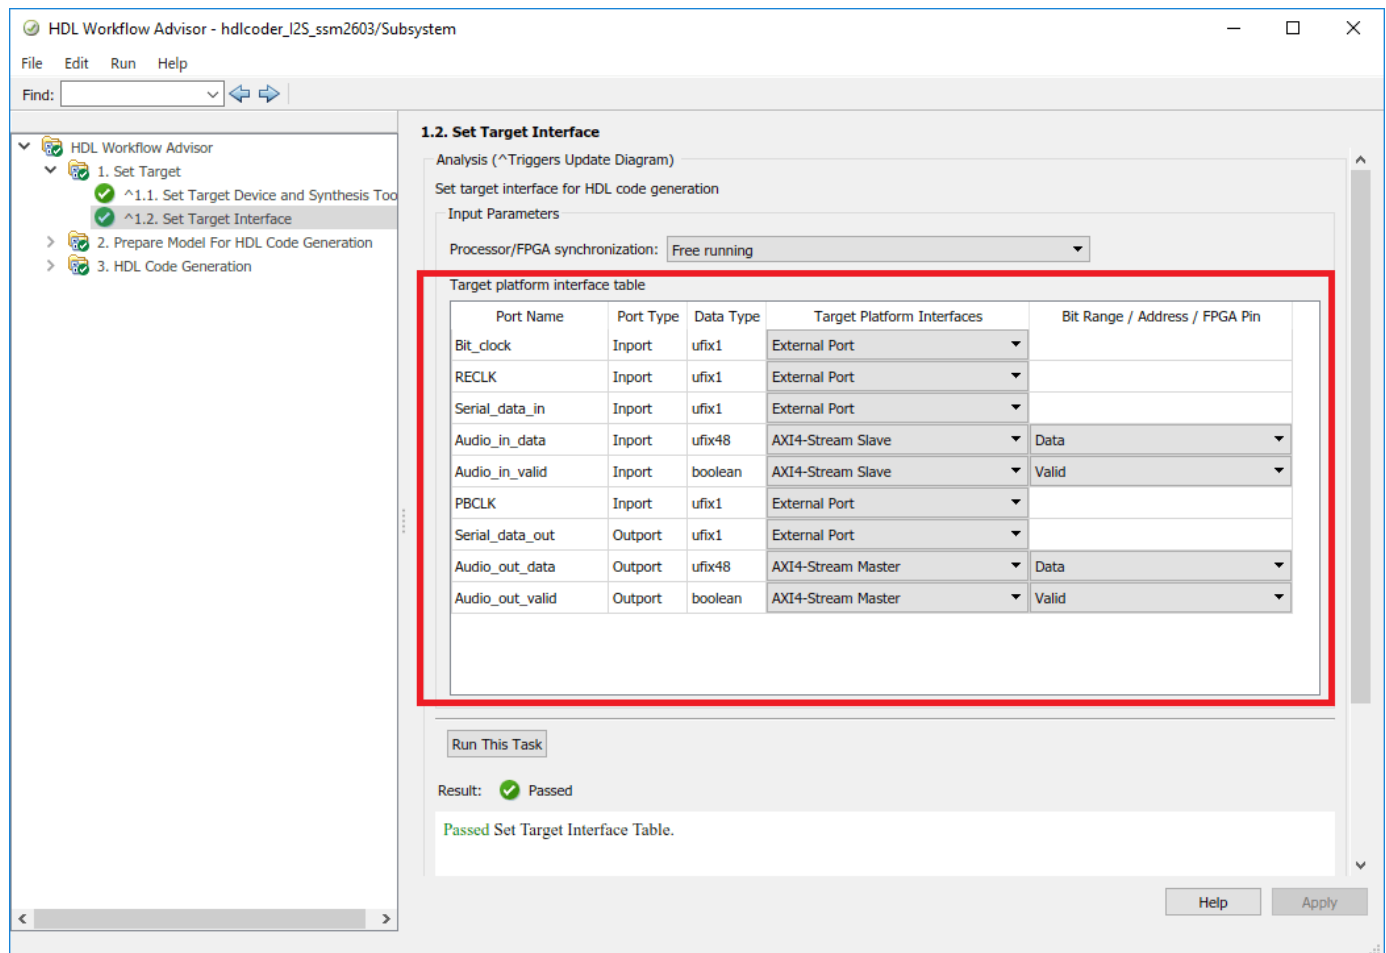 HDL Workflow Advisor - hdlcoder_I2S_ssm2603/Subsystem
File Edit Run Help
Find:
HDL Workflow Advisor
1. Set Target
^1.1. Set Target Device and Synthesis Too
^1.2. Set Target Interface
2. Prepare Model For HDL Code Generation
3. HDL Code Generation
1.2. Set Target Interface
Analysis (^Triggers Update Diagram)
Set target interface for HDL code generation
Input Parameters
Processor/FPGA synchronization: Free running
Target platform interface table
Port Name Port Type Data Type Target Platform Interfaces Bit Range / Address / FPGA Pin
Bit_clock Inport ufix1 External Port
RECLK Inport ufix1 External Port
Serial_data_in Inport ufix1 External Port
Audio_in_data Inport ufix48 AXI4-Stream Slave Data
Audio_in_valid Inport boolean AXI4-Stream Slave Valid
PBCLK Inport ufix1 External Port
Serial_data_out Outport ufix1 External Port
Audio_out_data Outport ufix48 AXI4-Stream Master Data
Audio_out_valid Outport boolean AXI4-Stream Master Valid
Run This Task
Result: Passed
Passed Set Target Interface Table.
Help Apply